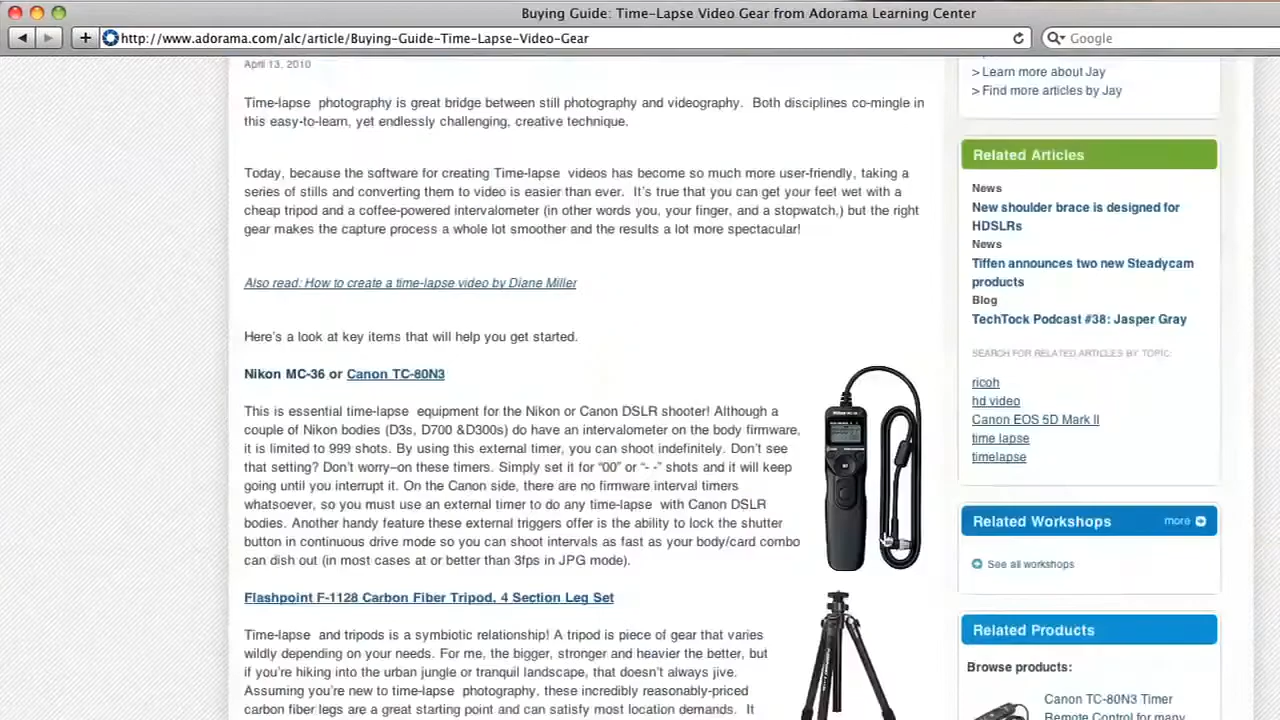 Buying Guide: Time-Lapse Video Gear from Adorama Learning Center
http://www.adorama.com/alc/article/Buying-Guide-Time-Lapse-Video-Gear
Google
April 13, 2010
Time-lapse photography is great bridge between still photography and videography. Both disciplines co-mingle in
this easy-to-learn, yet endlessly challenging, creative technique.
Today, because the software for creating Time-lapse videos has become so much more user-friendly, taking a
series of stills and converting them to video is easier than ever. It's true that you can get your feet wet with a
cheap tripod and a coffee-powered intervalometer (in other words you, your finger, and a stopwatch,) but the right
gear makes the capture process a whole lot smoother and the results a lot more spectacular!
Also read: How to create a time-lapse video by Diane Miller
Here's a look at key items that will help you get started.
Nikon MC-36 or Canon TC-80N3
This is essential time-lapse equipment for the Nikon or Canon DSLR shooter! Although a
couple of Nikon bodies (D3s, D700 &D300s) do have an intervalometer on the body firmware,
it is limited to 999 shots. By using this external timer, you can shoot indefinitely. Don't see
that setting? Don't worry–on these timers. Simply set it for “00” or “- -” shots and it will keep
going until you interrupt it. On the Canon side, there are no firmware interval timers
whatsoever, so you must use an external timer to do any time-lapse with Canon DSLR
bodies. Another handy feature these external triggers offer is the ability to lock the shutter
button in continuous drive mode so you can shoot intervals as fast as your body/card combo
can dish out (in most cases at or better than 3fps in JPG mode).
Flashpoint F-1128 Carbon Fiber Tripod, 4 Section Leg Set
Time-lapse and tripods is a symbiotic relationship! A tripod is piece of gear that varies
wildly depending on your needs. For me, the bigger, stronger and heavier the better, but
if you're hiking into the urban jungle or tranquil landscape, that doesn't always jive.
Assuming you're new to time-lapse photography, these incredibly reasonably-priced
carbon fiber legs are a great starting point and can satisfy most location demands. It
> Learn more about Jay
> Find more articles by Jay
Related Articles
News
New shoulder brace is designed for
HDSLRs
News
Tiffen announces two new Steadycam
products
Blog
TechTock Podcast #38: Jasper Gray
SEARCH FOR RELATED ARTICLES BY TOPIC:
ricoh
hd video
Canon EOS 5D Mark II
time lapse
timelapse
Related Workshops more
See all workshops
Related Products
Browse products:
Canon TC-80N3 Timer
Remote Control for many